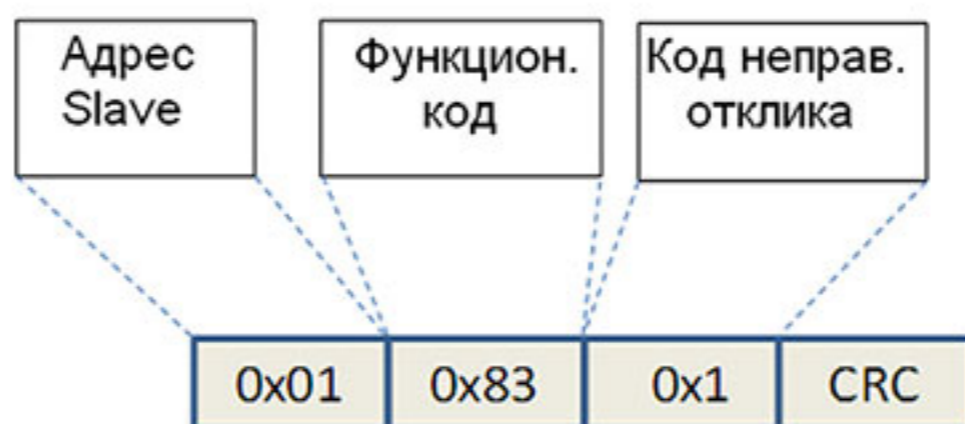 Адрес
Slave
Функцион.
код
Код неправ.
отклика
0x01 0x83 0x1 CRC